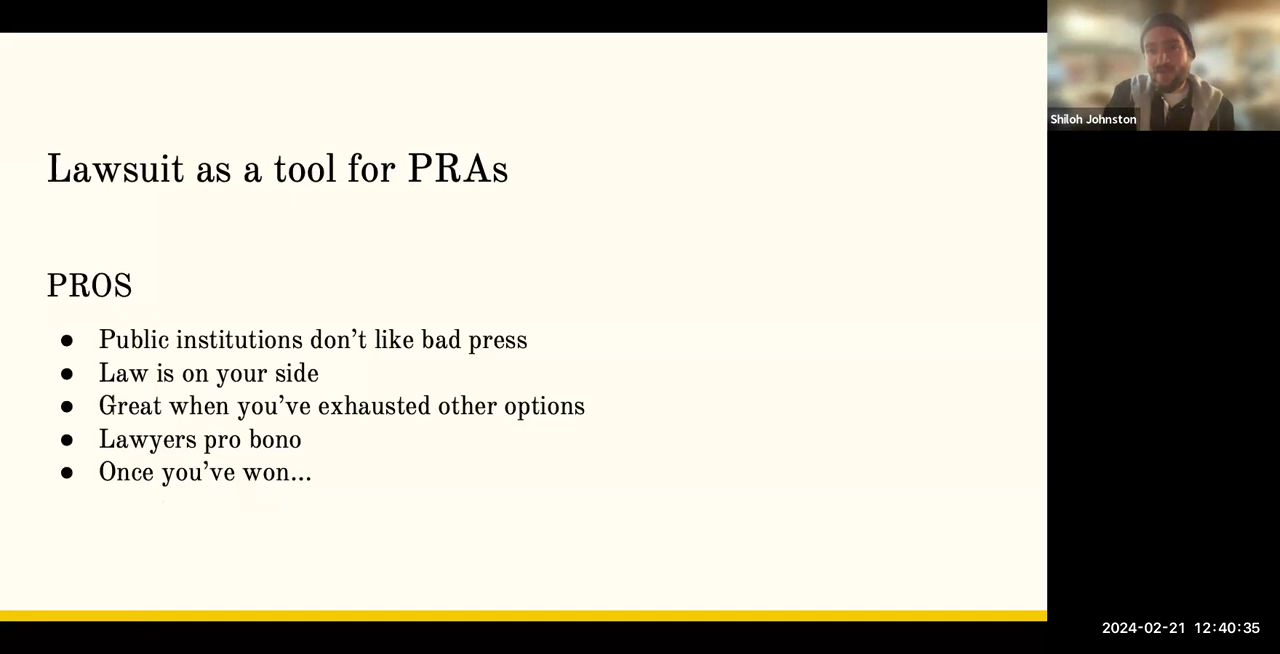 Lawsuit as a tool for PRAs
PROS
● Public institutions don't like bad press
● Law is on your side
● Great when you've exhausted other options
● Lawyers pro bono
● Once you've won...
Shiloh Johnston
2024-02-21 12:40:35